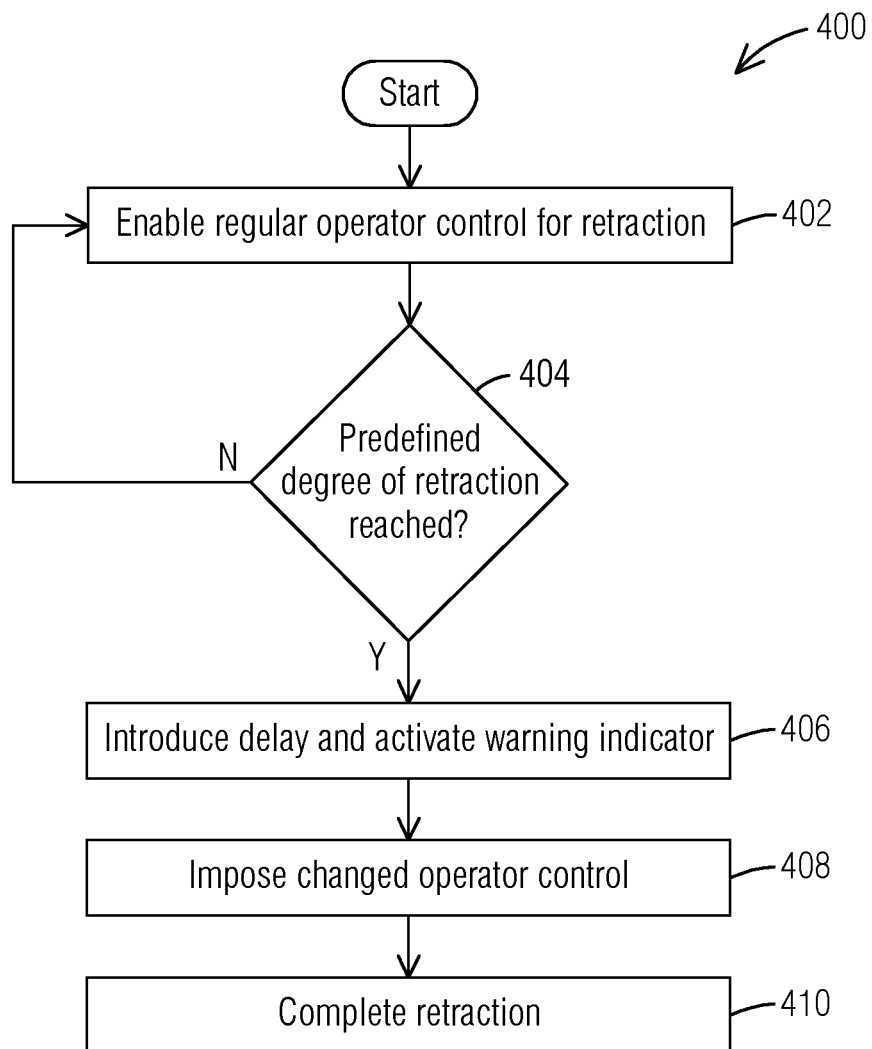 400
Start
Enable regular operator control for retraction
402
404
Predefined
degree of retraction
reached?
N
Y
Introduce delay and activate warning indicator
406
Impose changed operator control
408
Complete retraction
410